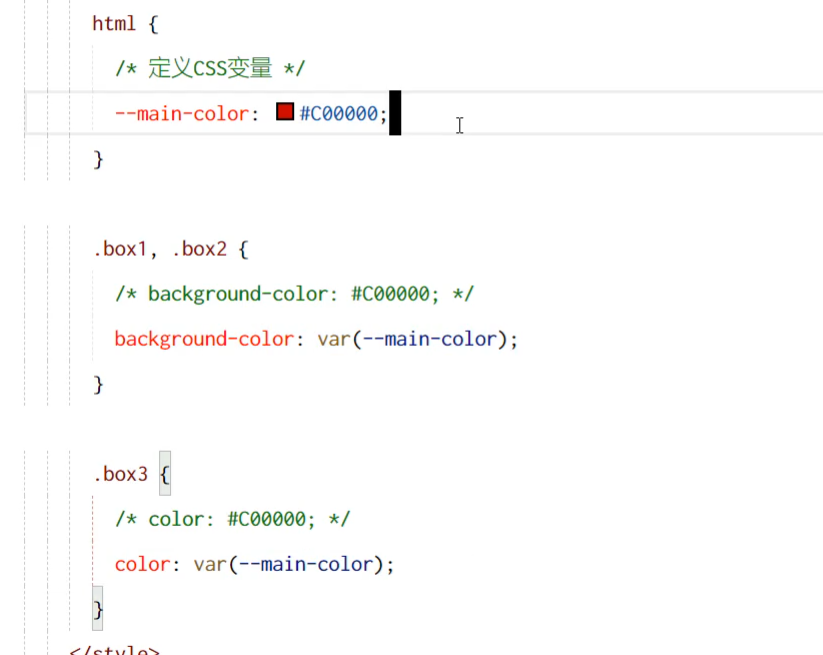 html {
/* 定义CSS变量 */
--main-color: #C00000;
}
.box1, .box2 {
/* background-color: #C00000; */
background-color: var(--main-color);
}
.box3 {
/* color: #C00000; */
color: var(--main-color);
}
</style>